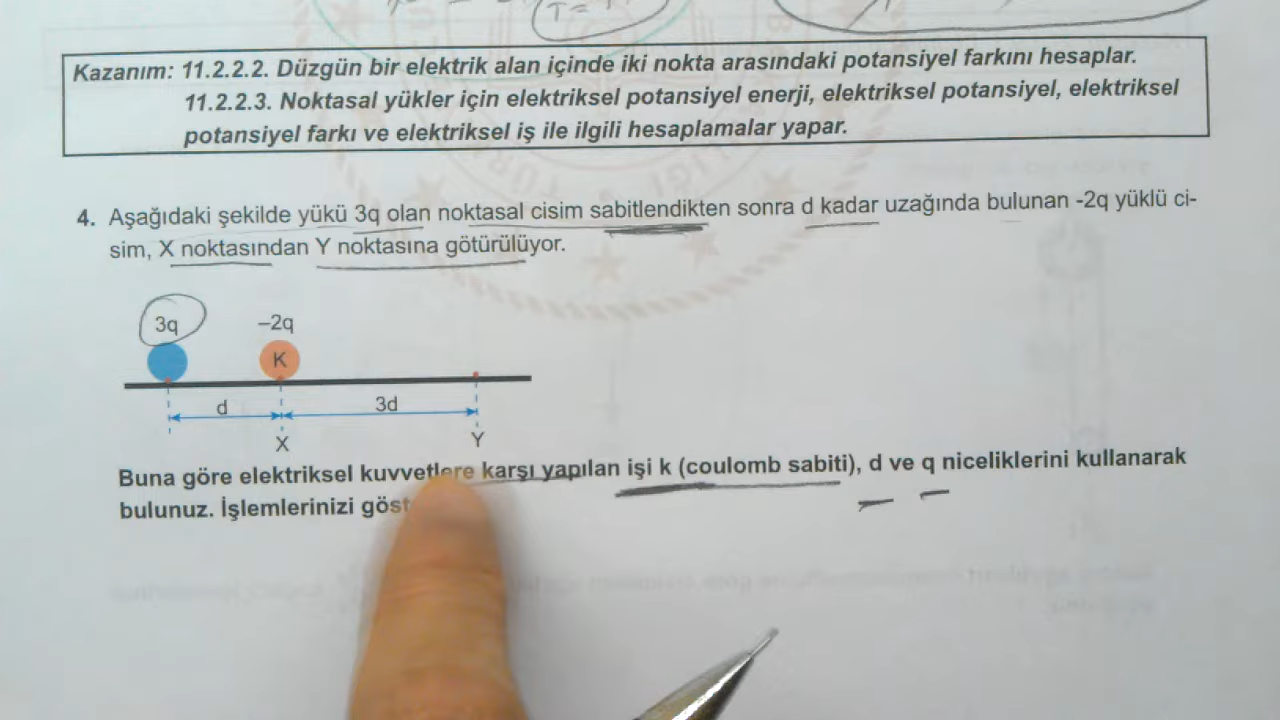 T =
Kazanım: 11.2.2.2. Düzgün bir elektrik alan içinde iki nokta arasındaki potansiyel farkını hesaplar.
11.2.2.3. Noktasal yükler için elektriksel potansiyel enerji, elektriksel potansiyel, elektriksel
potansiyel farkı ve elektriksel iş ile ilgili hesaplamalar yapar.
4. Aşağıdaki şekilde yükü 3q olan noktasal cisim sabitlendikten sonra d kadar uzağında bulunan -2q yüklü ci-
sim, X noktasından Y noktasına götürülüyor.
3q –2q
K
d 3d
X Y
Buna göre elektriksel kuvvetlere karşı yapılan işi k (coulomb sabiti), d ve q niceliklerini kullanarak
bulunuz. İşlemlerinizi göst